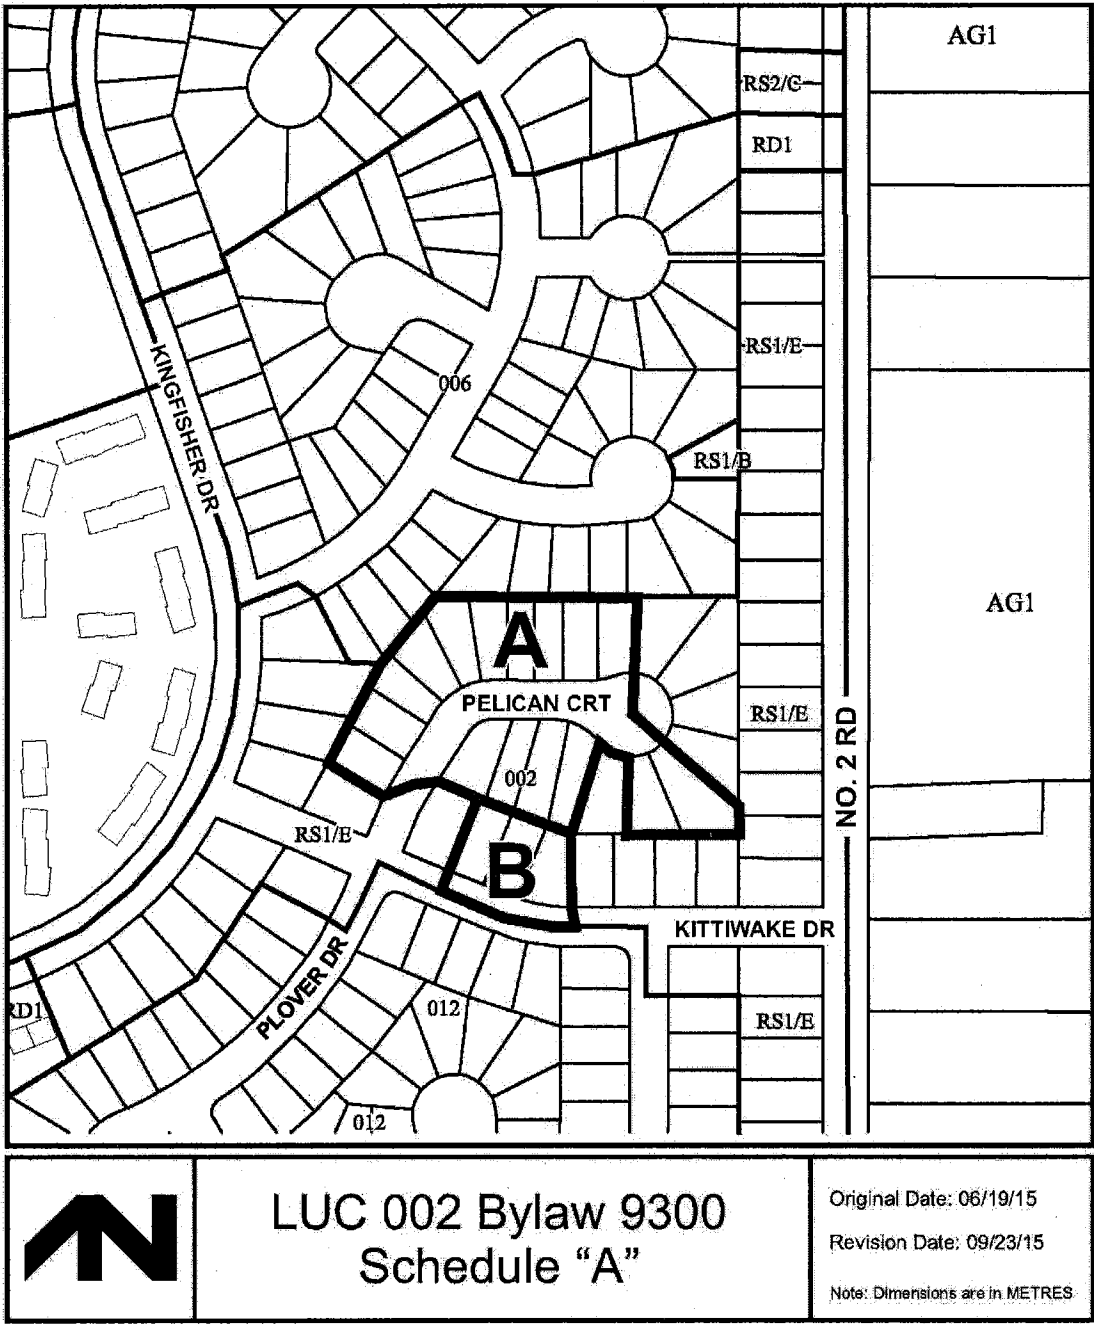 AG1
RS2/C
RD1
RS1/E
KINGFISHER DR
006
RS1/B
AG1
A
PELICAN CRT
RS1/E
NO. 2 RD
002
RS1/E
B
KITTIWAKE DR
PLOVER DR
RD1
012
RS1/E
012
N
LUC 002 Bylaw 9300
Schedule “A”
Original Date: 06/19/15
Revision Date: 09/23/15
Note: Dimensions are in METRES